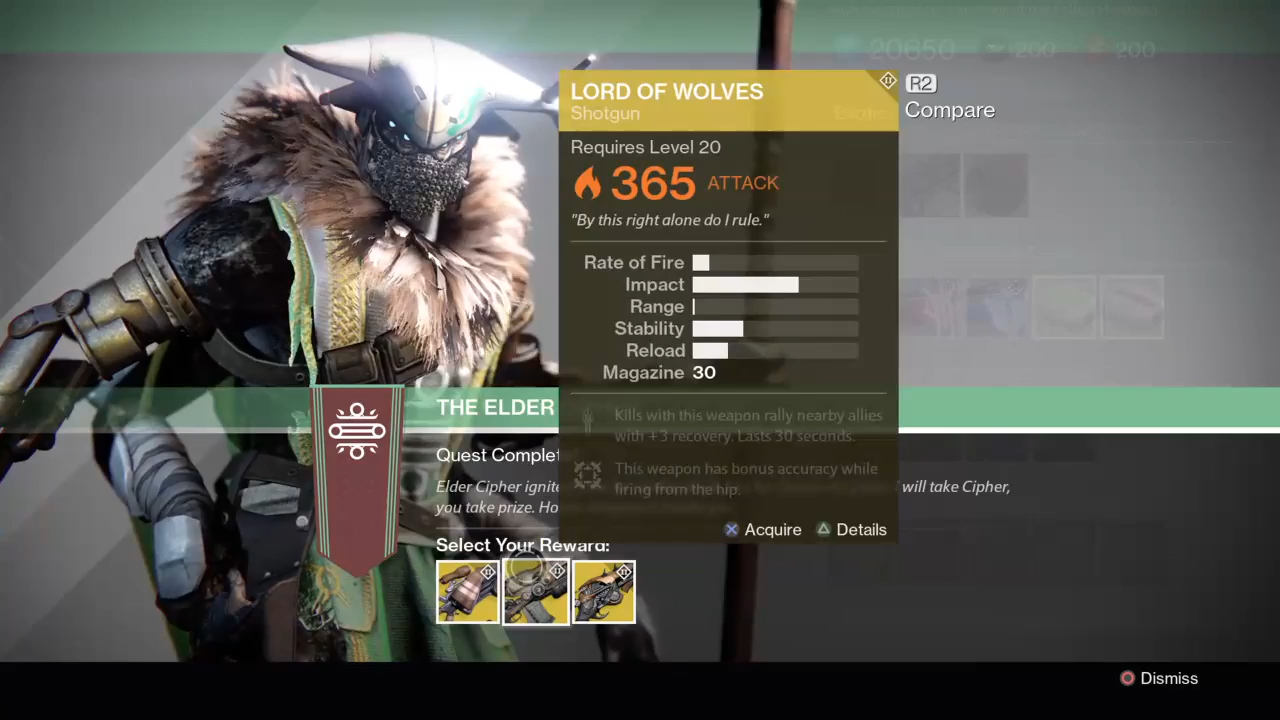 20650 200 200
LORD OF WOLVES
Shotgun Exotic
R2
Compare
Requires Level 20
365 ATTACK
"By this right alone do I rule."
Rate of Fire
Impact
Range
Stability
Reload
Magazine 30
THE ELDER
Kills with this weapon rally nearby allies
with +3 recovery. Lasts 30 seconds.
Quest Complet
This weapon has bonus accuracy while
firing from the hip.
Elder Cipher ignite will take Cipher,
you take prize. Ho
Acquire Details
Select Your Reward:
Dismiss